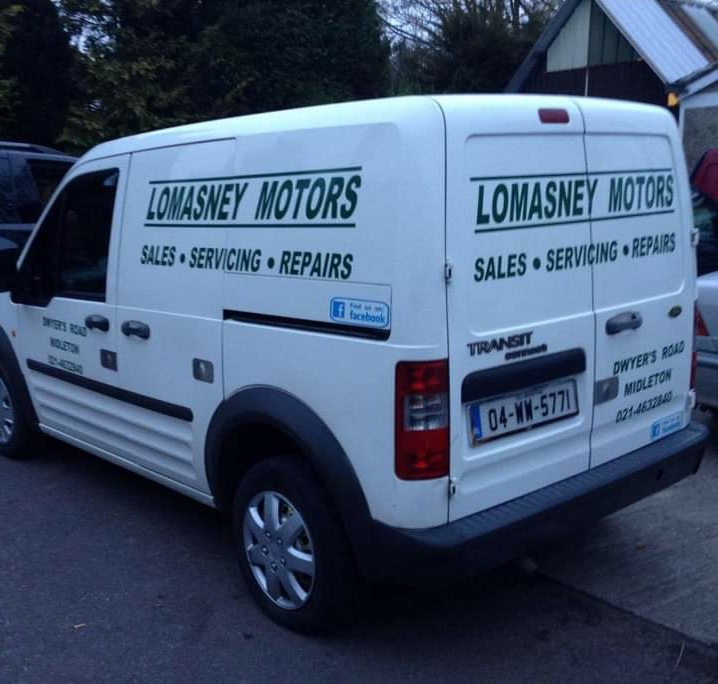 LOMASNEY MOTORS
SALES • SERVICING • REPAIRS
find us on
facebook
DWYER'S ROAD
MIDLETON
021-4632840
LOMASNEY MOTORS
SALES • SERVICING • REPAIRS
TRANSIT
connect
04-WW-5771
DWYER'S ROAD
MIDLETON
021-4632840